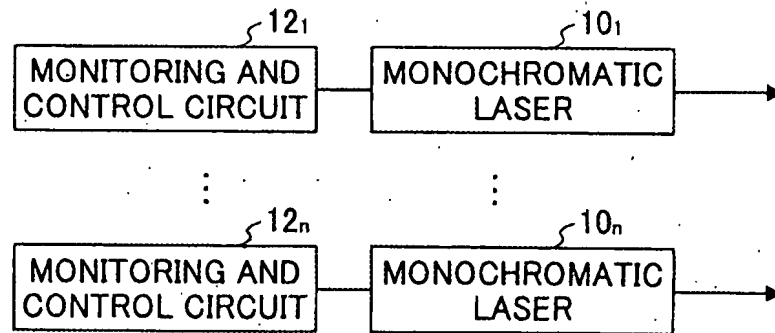 12₁ 10₁
MONITORING AND CONTROL CIRCUIT
MONOCHROMATIC LASER
⋮ ⋮
12ₙ 10ₙ
MONITORING AND CONTROL CIRCUIT
MONOCHROMATIC LASER